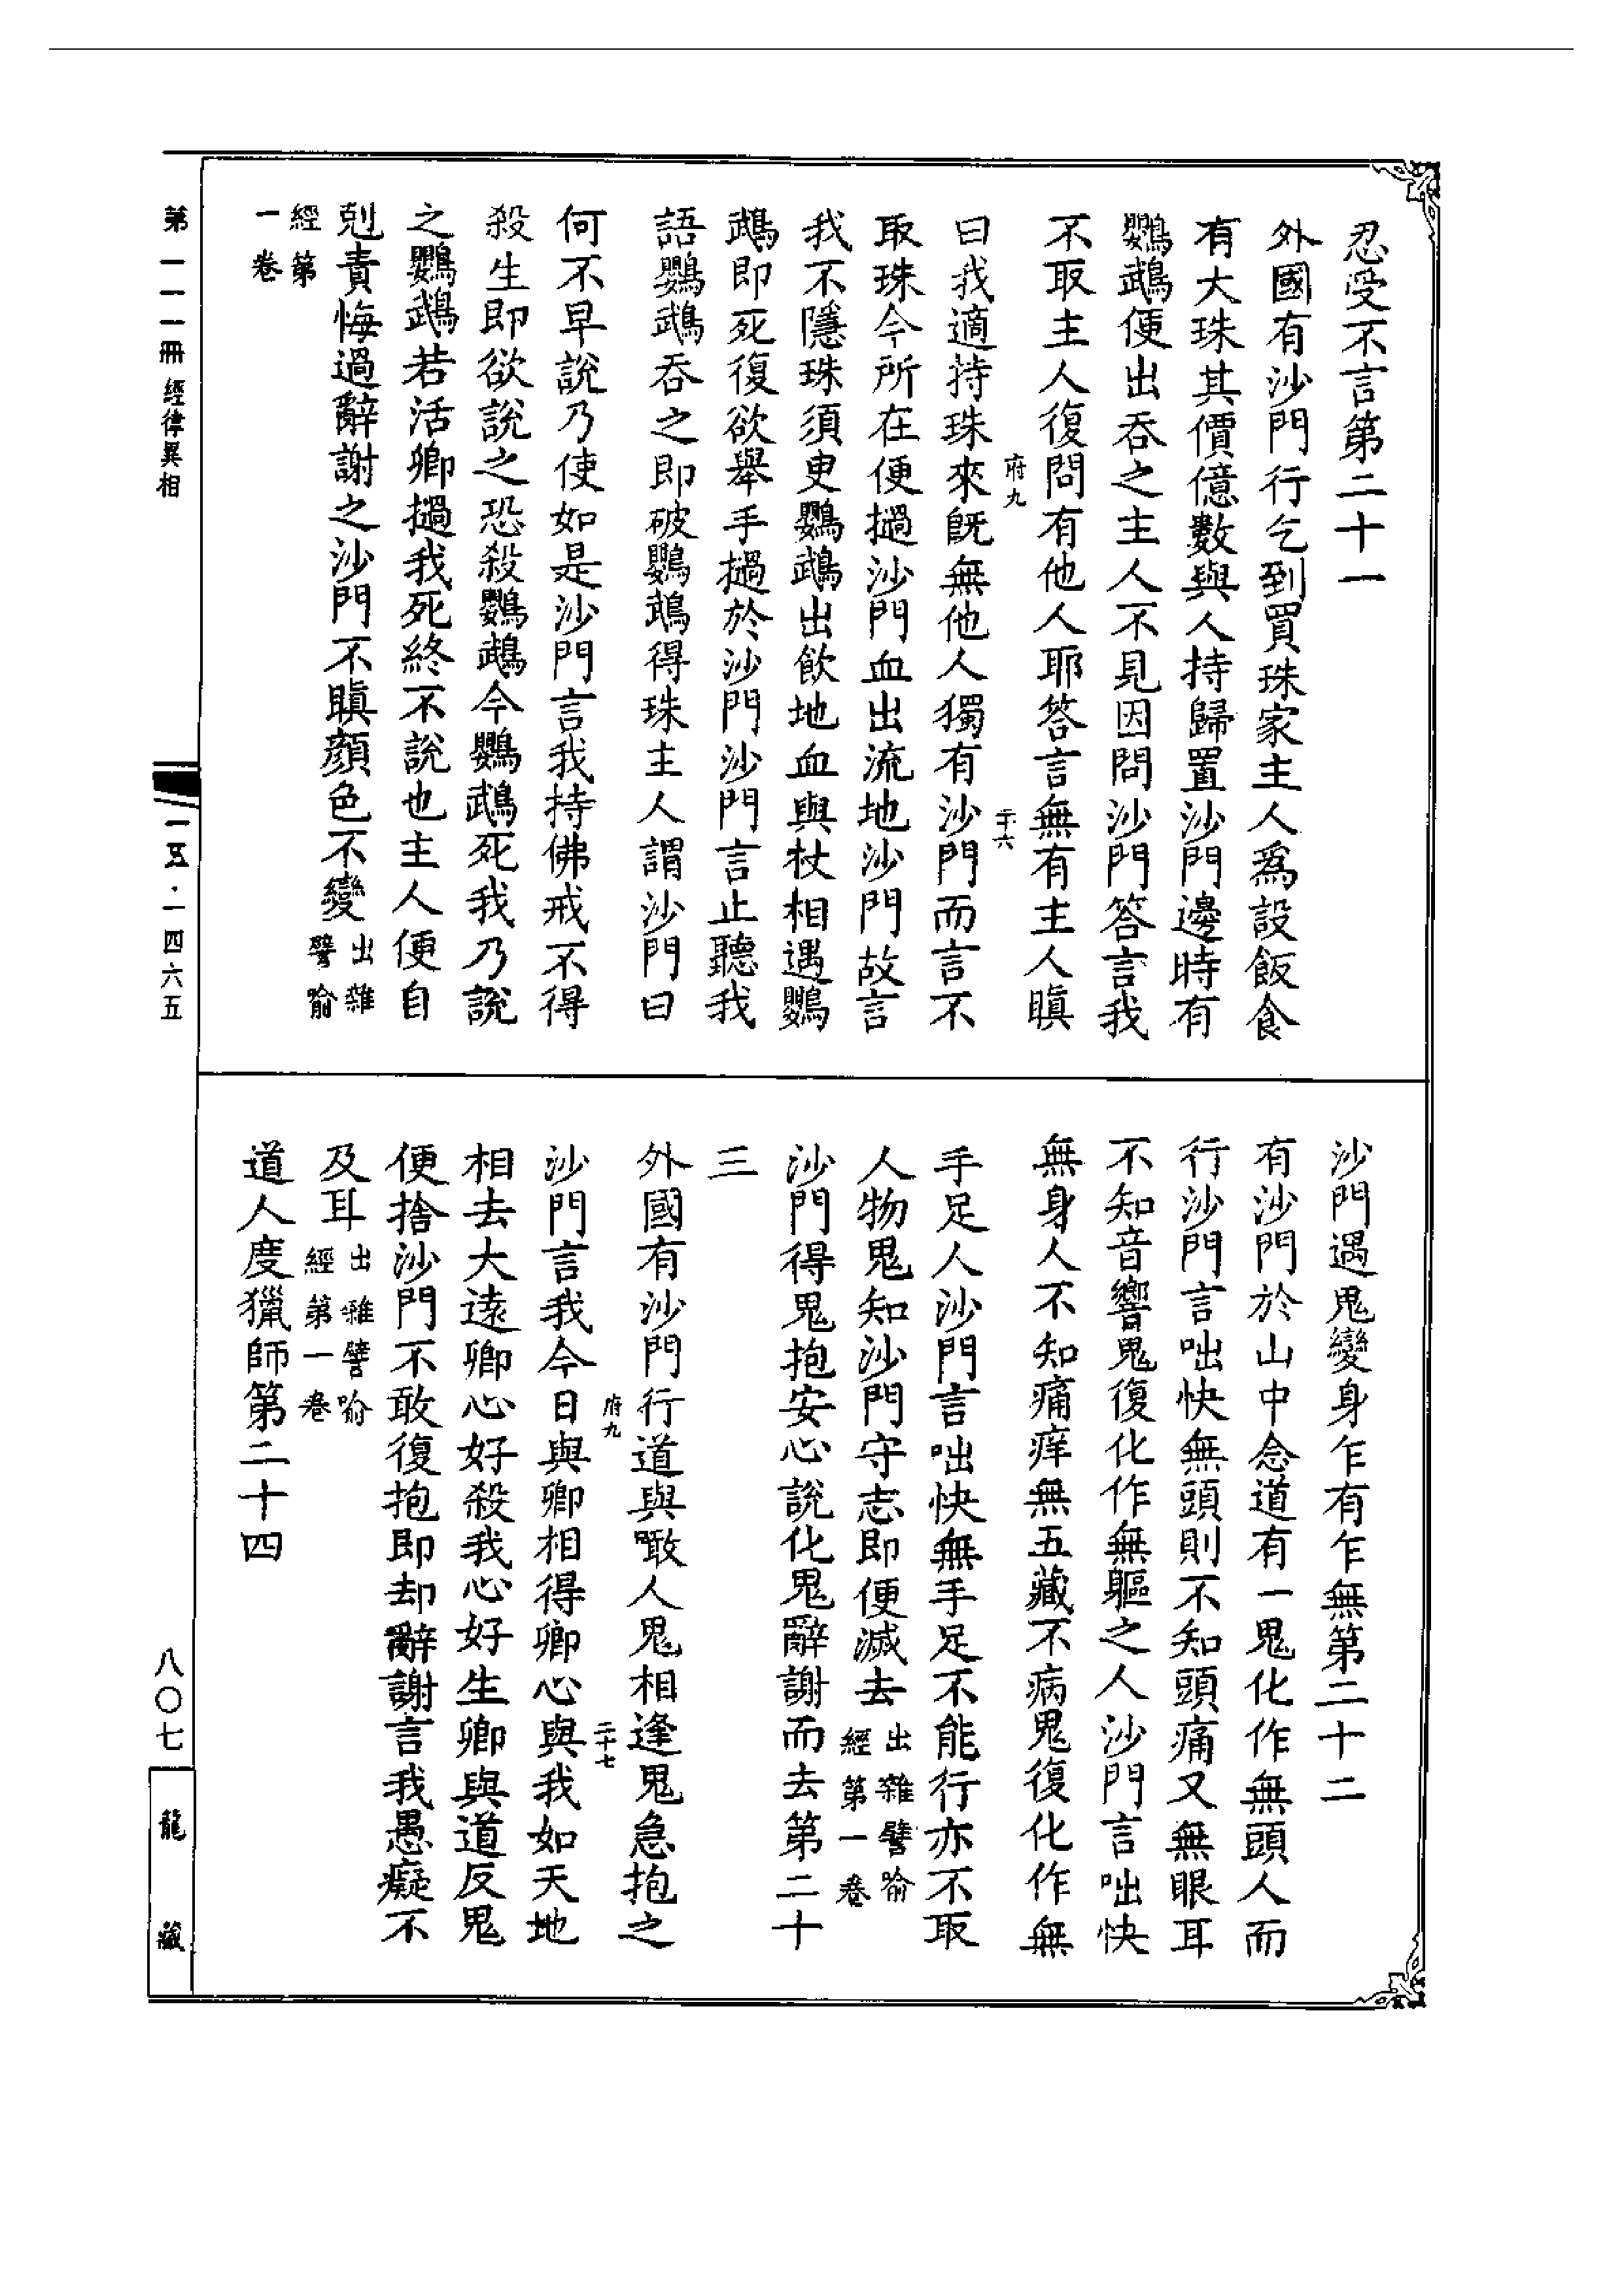 忍受不言第二十一
外國有沙門行乞到買珠家主人爲設飯食
有大珠其價億數與人持歸置沙門邊時有
鸚鵡便出吞之主人不見因問沙門答言我
不取主人復問有他人耶答言無有主人瞋
府九
二十六
曰我適持珠來旣無他人獨有沙門而言不
取珠今所在便撾沙門血出流地沙門故言
我不隱珠須臾鸚鵡出飲地血與杖相遇鸚
鵡即死復欲舉手撾於沙門沙門言止聽我
語鸚鵡吞之即破鸚鵡得珠主人謂沙門曰
何不早說乃使如是沙門言我持佛戒不得
殺生即欲說之恐殺鸚鵡今鸚鵡死我乃說
之鸚鵡若活卿撾我死終不說也主人便自
剋責悔過辭謝之沙門不瞋顏色不變出雜譬喻
經第一卷
沙門遇鬼變身乍有乍無第二十二
有沙門於山中念道有一鬼化作無頭人而
行沙門言咄快無頭則不知頭痛又無眼耳
不知音響鬼復化作無軀之人沙門言咄快
無身人不知痛痒無五藏不病鬼復化作無
手足人沙門言咄快無手足不能行亦不取
人物鬼知沙門守志即便滅去出雜譬喻經第一卷
沙門得鬼抱安心說化鬼辭謝而去第二十
三
外國有沙門行道與噉人鬼相逢鬼急抱之
府九
二十七
沙門言我今日與卿相得卿心與我如天地
相去大遠卿心好殺我心好生卿與道反鬼
便捨沙門不敢復抱即却辭謝言我愚癡不
及耳出雜譬喻經第一卷
道人度獵師第二十四
第一一一冊 經律異相
一五·一四六五
八〇七
龍藏